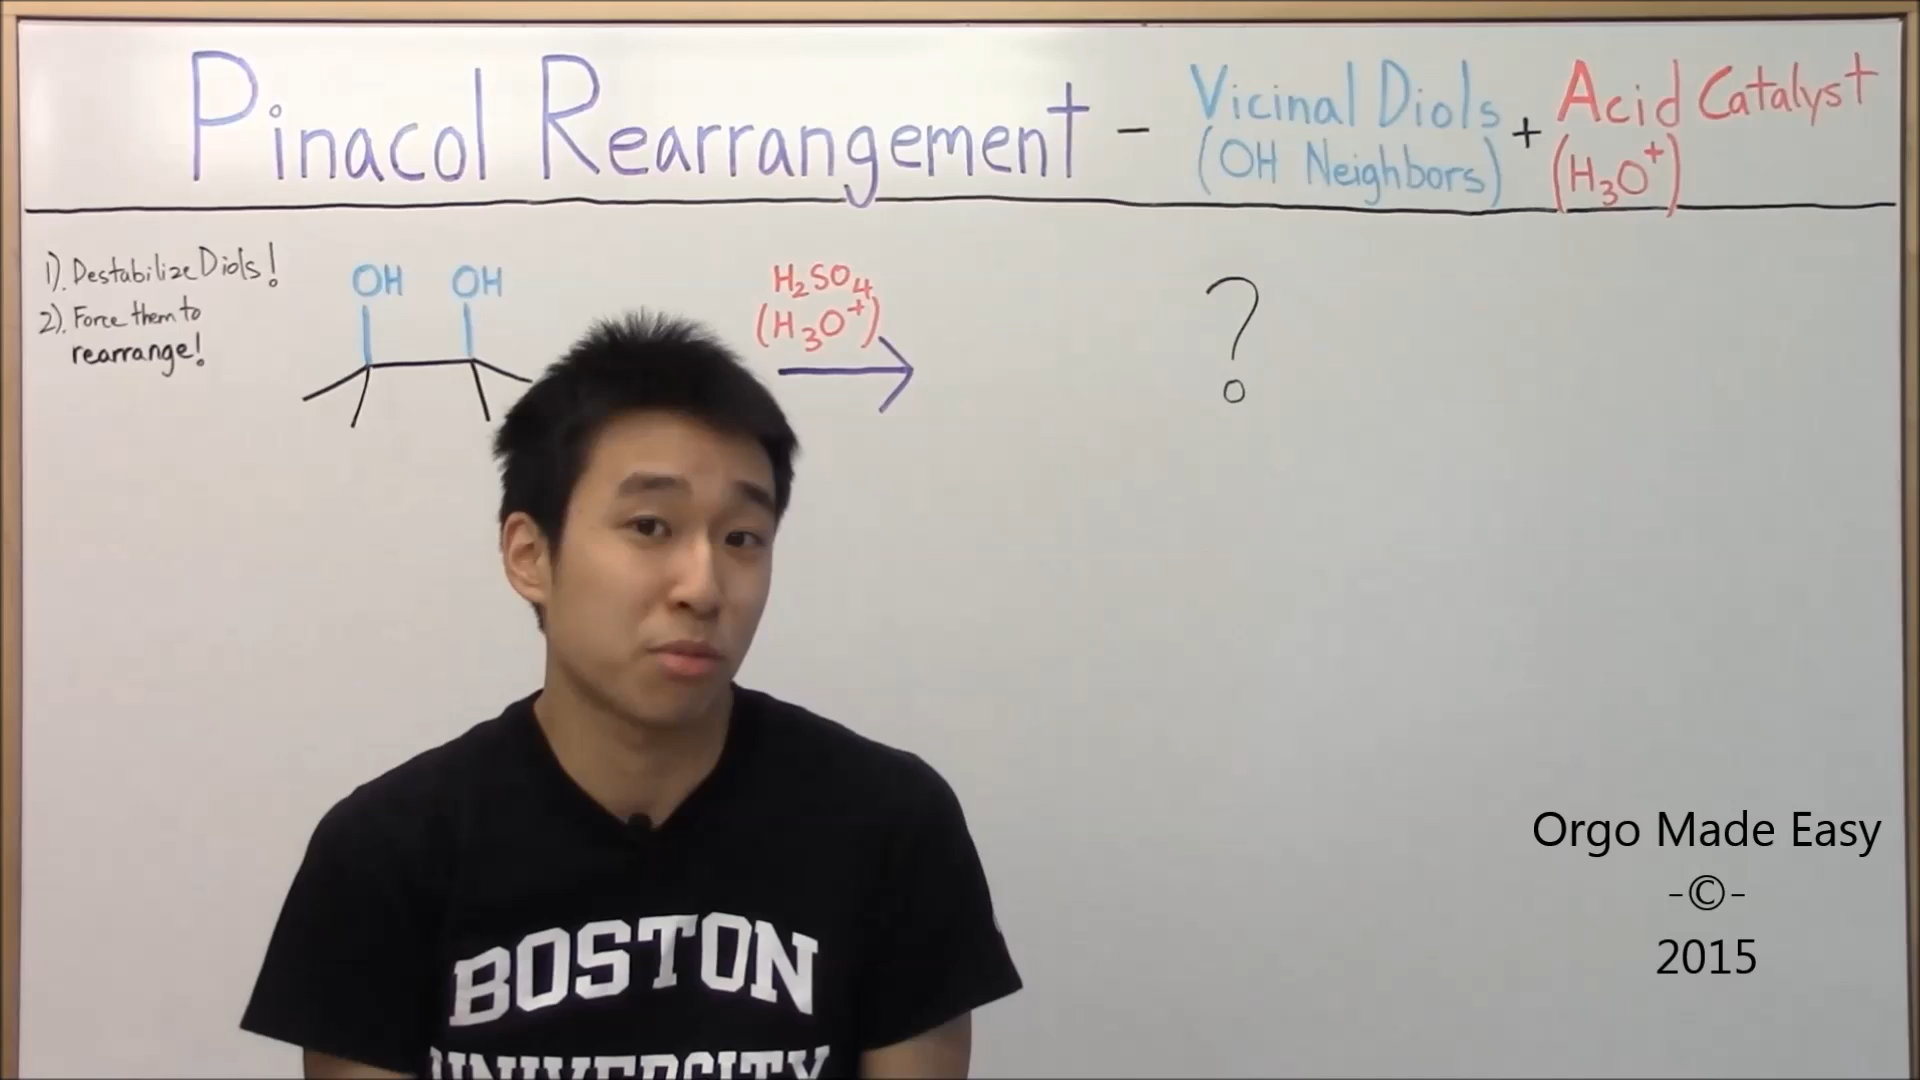 Pinacol Rearrangement - Vicinal Diols + Acid Catalyst
(OH Neighbors) (H₃O⁺)
1). Destabilize Diols!
2). Force them to
rearrange!
OH OH
H₂SO₄
(H₃O⁺)
?
Orgo Made Easy
-©-
2015
BOSTON
UNIVERSITY